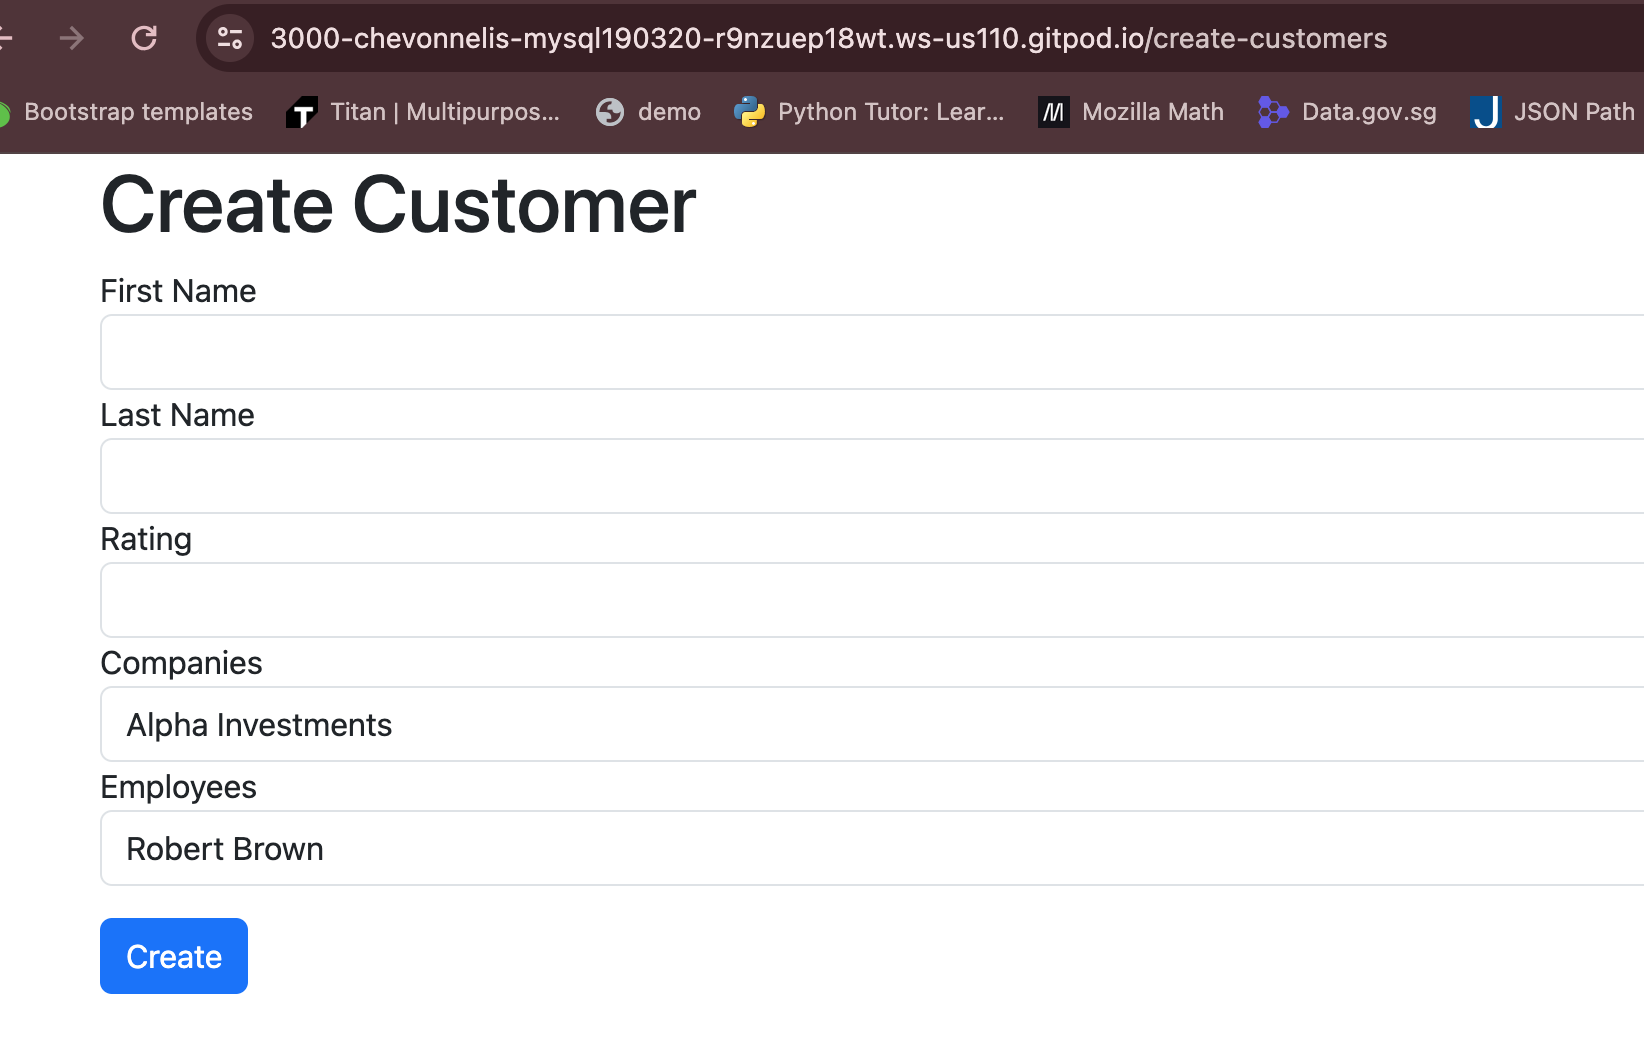 3000-chevonnelis-mysql190320-r9nzuep18wt.ws-us110.gitpod.io/create-customers
Bootstrap templates Titan | Multipurpos... demo Python Tutor: Lear... Mozilla Math Data.gov.sg JSON Path
Create Customer
First Name
Last Name
Rating
Companies
Alpha Investments
Employees
Robert Brown
Create